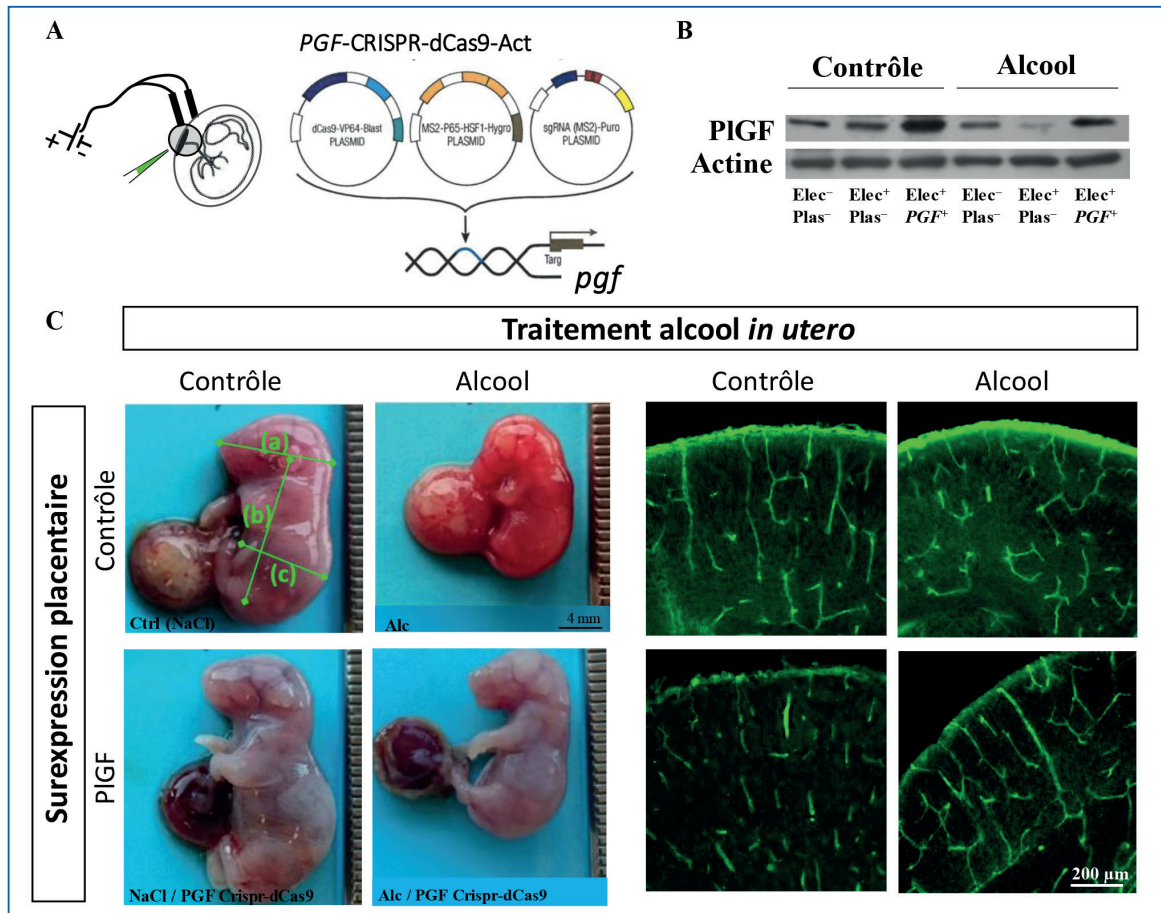 A
PGF-CRISPR-dCas9-Act
dCas9-VP64-Blast
PLASMID
MS2-P65-HSF1-Hygro
PLASMID
sgRNA (MS2)-Puro
PLASMID
Targ
pgf
B
Contrôle Alcool
PlGF
Actine
Elec⁻ Elec⁺ Elec⁺ Elec⁻ Elec⁺ Elec⁺
Plas⁻ Plas⁻ PGF⁺ Plas⁻ Plas⁻ PGF⁺
C
Traitement alcool in utero
Contrôle Alcool Contrôle Alcool
Surexpression placentaire
Contrôle
(a)
(b)
(c)
Ctrl (NaCl)
Alc
4 mm
PlGF
NaCl / PGF Crispr-dCas9
Alc / PGF Crispr-dCas9
200 µm